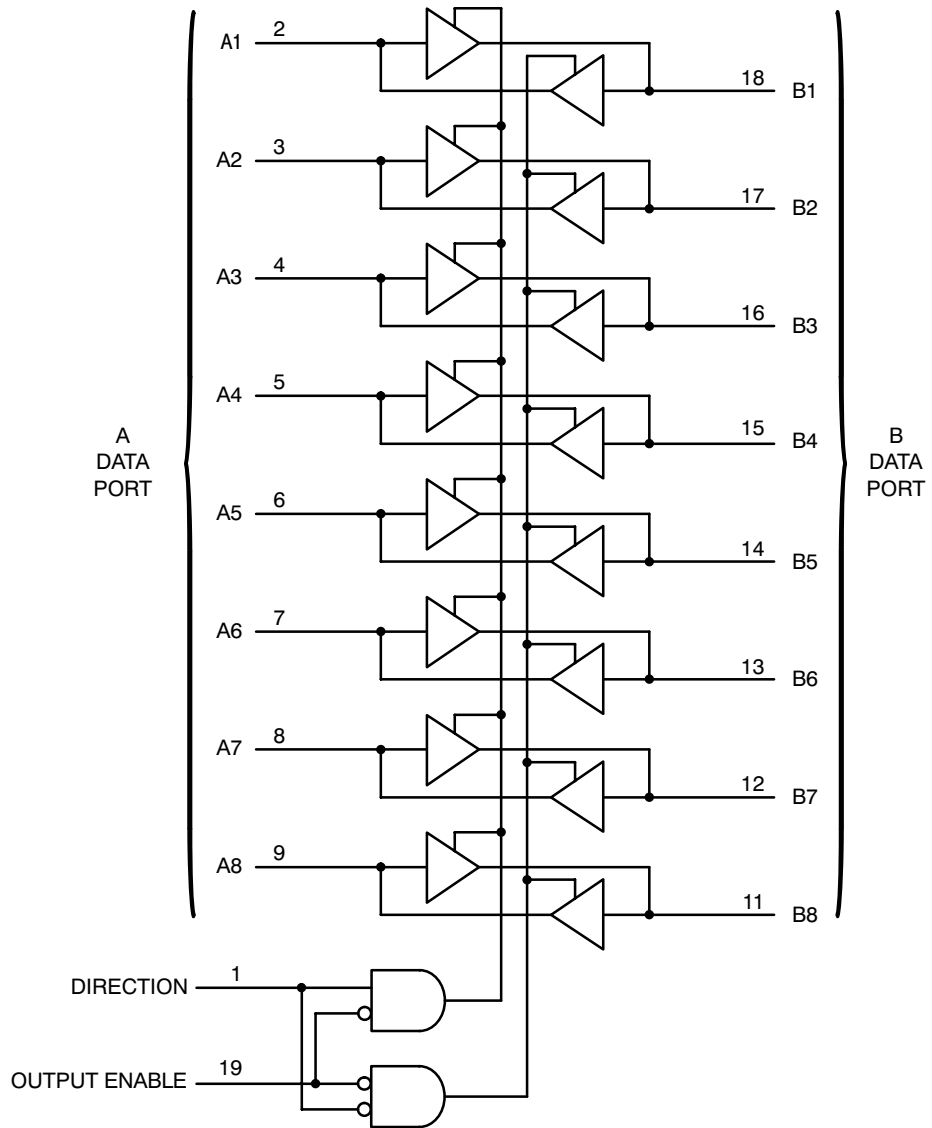 A1 2
18 B1
A2 3
17 B2
A3 4
16 B3
A4 5
15 B4
A
DATA
PORT
B
DATA
PORT
A5 6
14 B5
A6 7
13 B6
A7 8
12 B7
A8 9
11 B8
DIRECTION 1
OUTPUT ENABLE 19